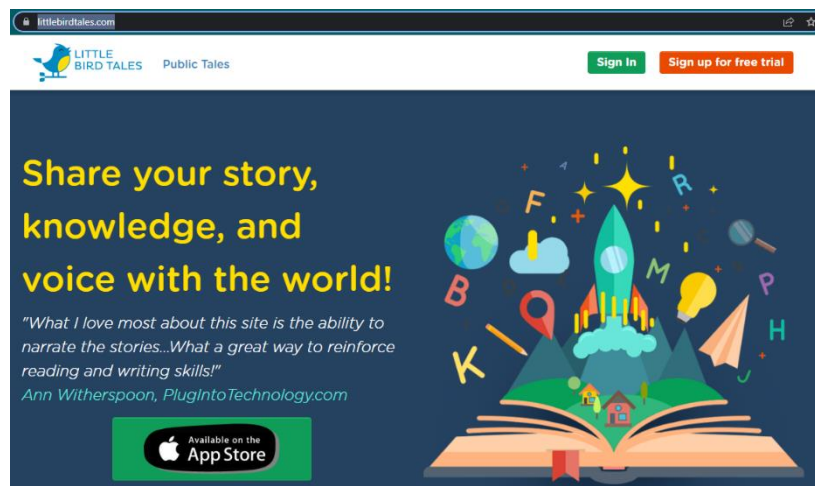 littlebirdtales.com
LITTLE
BIRD TALES
Public Tales
Sign In
Sign up for free trial
Share your story,
knowledge, and
voice with the world!
"What I love most about this site is the ability to
narrate the stories...What a great way to reinforce
reading and writing skills!"
Ann Witherspoon, PlugIntoTechnology.com
Available on the
App Store
A
F
R
B
M
P
H
K
J